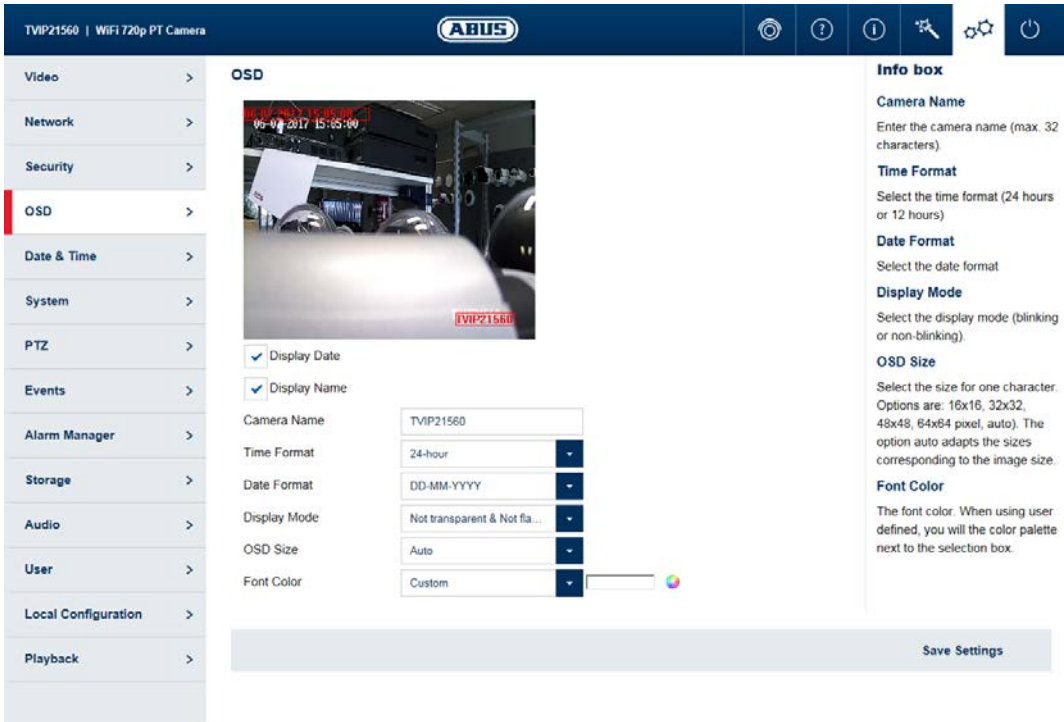 TVIP21560 | WiFi 720p PT Camera
ABUS
Video
Network
Security
OSD
Date & Time
System
PTZ
Events
Alarm Manager
Storage
Audio
User
Local Configuration
Playback
OSD
06-07-2017 15:05:00
TVIP21560
Display Date
Display Name
Camera Name
TVIP21560
Time Format
24-hour
Date Format
DD-MM-YYYY
Display Mode
Not transparent & Not fla...
OSD Size
Auto
Font Color
Custom
Save Settings
Info box
Camera Name
Enter the camera name (max. 32
characters).
Time Format
Select the time format (24 hours
or 12 hours)
Date Format
Select the date format
Display Mode
Select the display mode (blinking
or non-blinking).
OSD Size
Select the size for one character.
Options are: 16x16, 32x32,
48x48, 64x64 pixel, auto). The
option auto adapts the sizes
corresponding to the image size.
Font Color
The font color. When using user
defined, you will the color palette
next to the selection box.